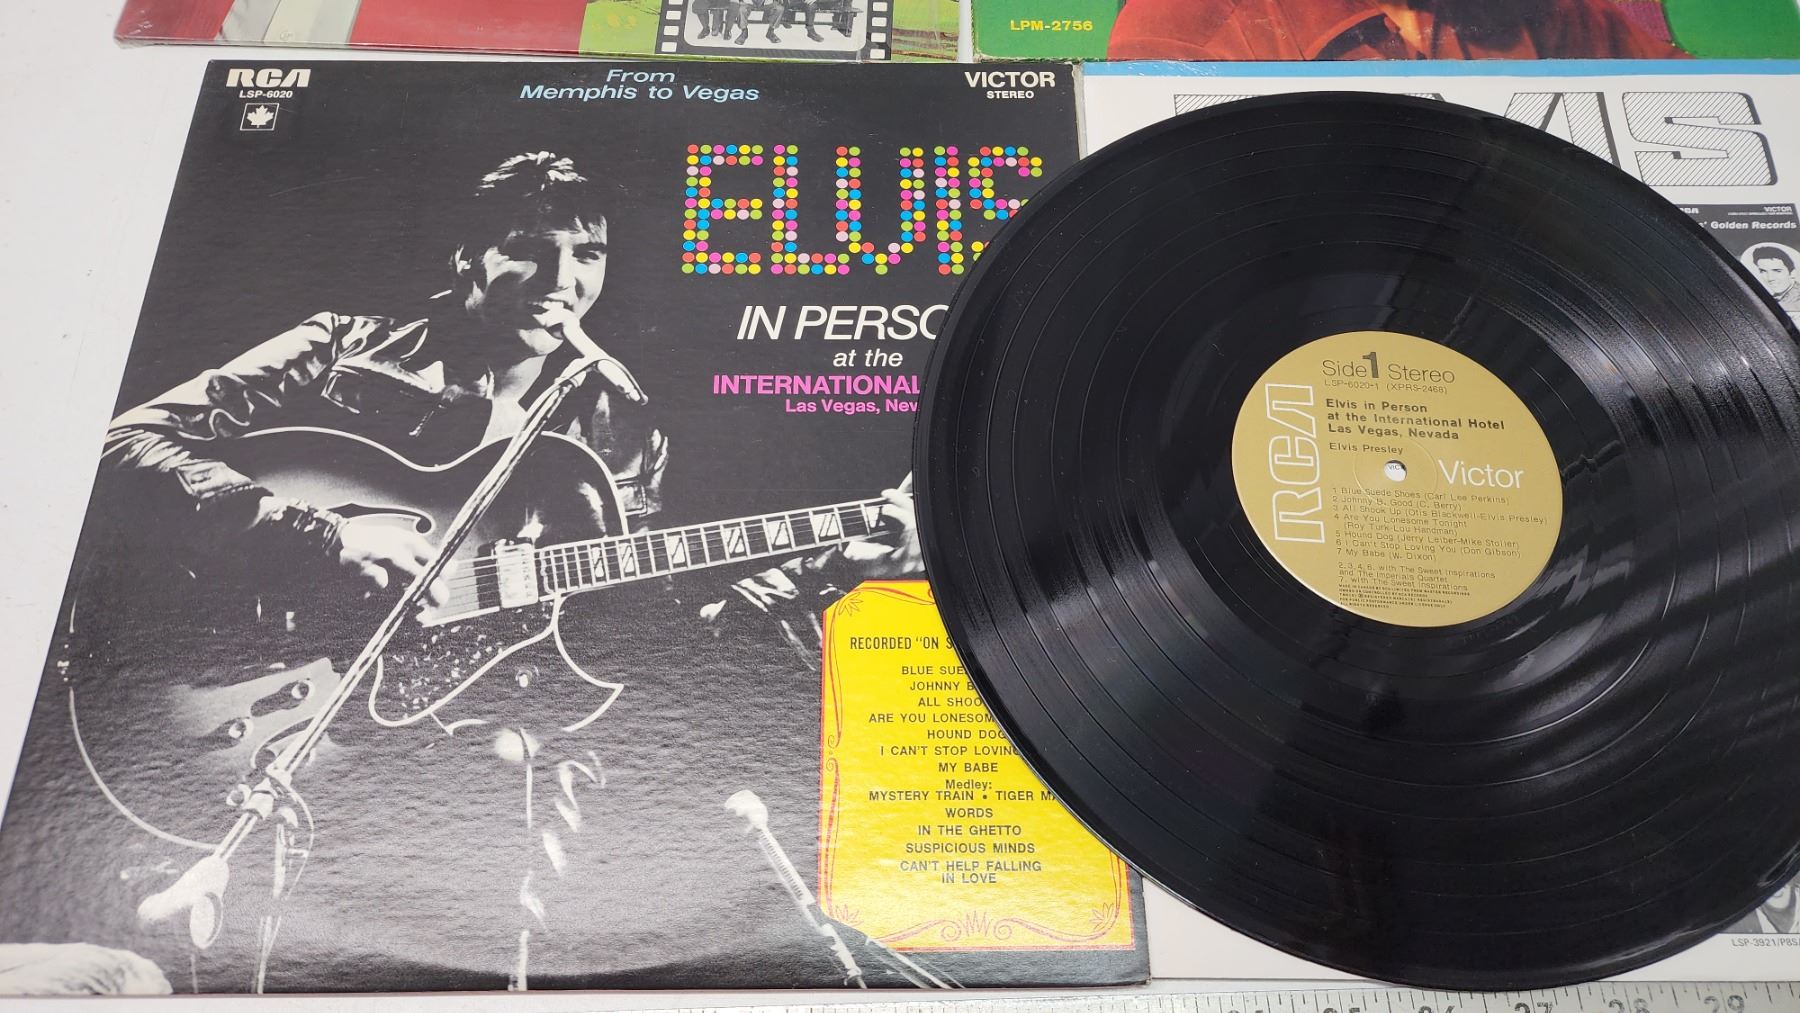 LPM-2756
RCA
LSP-6020
From
Memphis to Vegas
VICTOR
STEREO
ELVIS
IN PERSO
at the
INTERNATIONAL
Las Vegas, Nev
RECORDED "ON S
BLUE SUE
JOHNNY B
ALL SHOO
ARE YOU LONESOM
HOUND DOG
I CAN'T STOP LOVING
MY BABE
Medley:
MYSTERY TRAIN • TIGER MA
WORDS
IN THE GHETTO
SUSPICIOUS MINDS
CAN'T HELP FALLING
IN LOVE
Side 1 Stereo
LSP-6020-1 (XPRS-2468)
Elvis in Person
at the International Hotel
Las Vegas, Nevada
Elvis Presley
RCA
Victor
1 Blue Suede Shoes (Carl Lee Perkins)
2 Johnny B. Good (C. Berry)
3 All Shook Up (Otis Blackwell-Elvis Presley)
4 Are You Lonesome Tonight
(Roy Turk-Lou Handman)
5 Hound Dog (Jerry Leiber-Mike Stoller)
6 I Can't Stop Loving You (Don Gibson)
7 My Babe (W. Dixon)
2, 3, 4, 6, with The Sweet Inspirations
and The Imperials Quartet
7, with The Sweet Inspirations
VICTOR
' Golden Records
LSP-3921/P8S
25 26 27 28 29